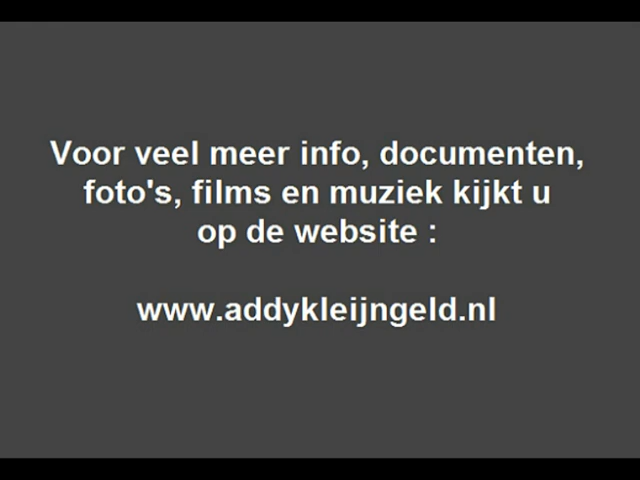 Voor veel meer info, documenten,
foto's, films en muziek kijkt u
op de website :
www.addykleijngeld.nl